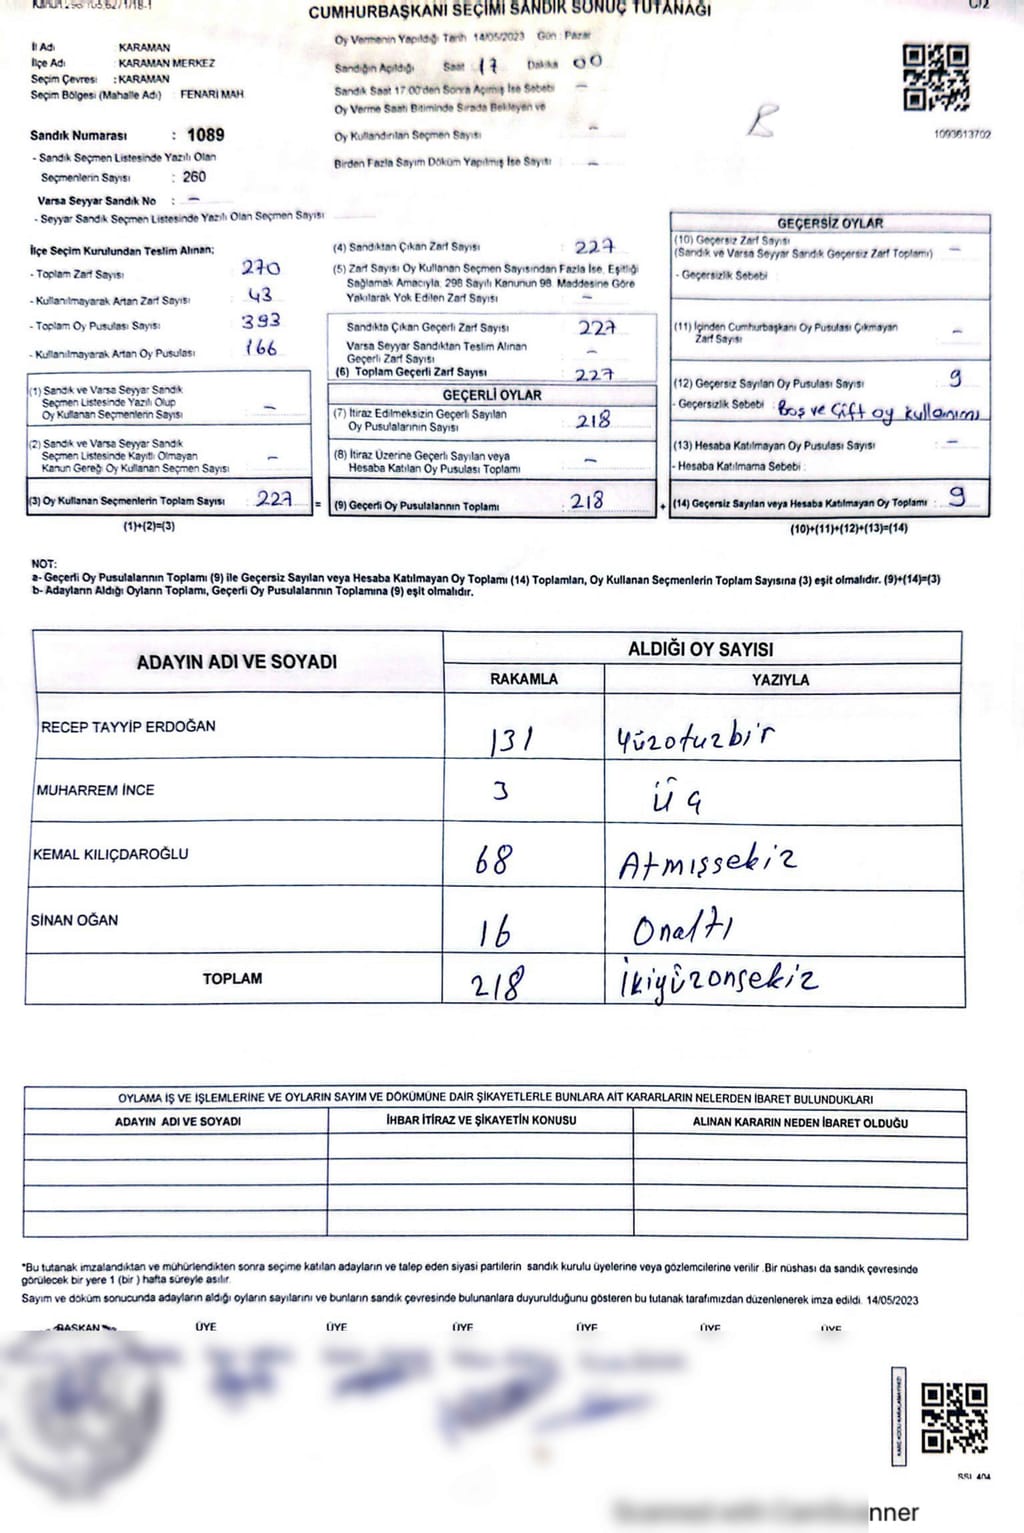 CUMHURBAŞKANI SEÇİMİ SANDIK SONUÇ TUTANAĞI
C/2
İl Adı : KARAMAN
İlçe Adı : KARAMAN MERKEZ
Seçim Çevresi : KARAMAN
Seçim Bölgesi (Mahalle Adı) : FENARİ MAH.
Sandık Numarası : 1089
- Sandık Seçmen Listesinde Yazılı Olan
Seçmenlerin Sayısı : 260
Varsa Seyyar Sandık No : -
- Seyyar Sandık Seçmen Listesinde Yazılı Olan Seçmen Sayısı
Oy Vermenin Yapıldığı Tarih 14/05/2023 Gün : Pazar
Sandığın Açıldığı Saat 17 Dakika 00
Sandık Saat 17.00'den Sonra Açılmış İse Sebebi -
Oy Verme Saati Bitiminde Sırada Bekleyen ve
Oy Kullandırılan Seçmen Sayısı -
Birden Fazla Sayım Döküm Yapılmış İse Sayısı : -
1093613702
İlçe Seçim Kurulundan Teslim Alınan;
- Toplam Zarf Sayısı 270
- Kullanılmayarak Artan Zarf Sayısı : 43
- Toplam Oy Pusulası Sayısı : 393
- Kullanılmayarak Artan Oy Pusulası : 166
(1) Sandık ve Varsa Seyyar Sandık
Seçmen Listesinde Yazılı Olup
Oy Kullanan Seçmenlerin Sayısı : -
(2) Sandık ve Varsa Seyyar Sandık
Seçmen Listesinde Kayıtlı Olmayan
Kanun Gereği Oy Kullanan Seçmen Sayısı : -
(3) Oy Kullanan Seçmenlerin Toplam Sayısı : 227 =
(1)+(2)=(3)
(4) Sandıktan Çıkan Zarf Sayısı : 227
(5) Zarf Sayısı Oy Kullanan Seçmen Sayısından Fazla İse, Eşitliği
Sağlamak Amacıyla, 298 Sayılı Kanunun 98. Maddesine Göre
Yakılarak Yok Edilen Zarf Sayısı : -
Sandıkta Çıkan Geçerli Zarf Sayısı : 227
Varsa Seyyar Sandıktan Teslim Alınan
Geçerli Zarf Sayısı : -
(6) Toplam Geçerli Zarf Sayısı : 227
GEÇERLİ OYLAR
(7) İtiraz Edilmeksizin Geçerli Sayılan
Oy Pusulalarının Sayısı : 218
(8) İtiraz Üzerine Geçerli Sayılan veya
Hesaba Katılan Oy Pusulası Toplamı : -
(9) Geçerli Oy Pusulalarının Toplamı : 218 +
GEÇERSİZ OYLAR
(10) Geçersiz Zarf Sayısı
(Sandık ve Varsa Seyyar Sandık Geçersiz Zarf Toplamı) : -
- Geçersizlik Sebebi :
(11) İçinden Cumhurbaşkanı Oy Pusulası Çıkmayan
Zarf Sayısı : -
(12) Geçersiz Sayılan Oy Pusulası Sayısı : 9
- Geçersizlik Sebebi : Boş ve Çift oy kullanımı
(13) Hesaba Katılmayan Oy Pusulası Sayısı : -
- Hesaba Katılmama Sebebi :
(14) Geçersiz Sayılan veya Hesaba Katılmayan Oy Toplamı : 9
(10)+(11)+(12)+(13)=(14)
NOT:
a- Geçerli Oy Pusulalarının Toplamı (9) ile Geçersiz Sayılan veya Hesaba Katılmayan Oy Toplamı (14) Toplamları, Oy Kullanan Seçmenlerin Toplam Sayısına (3) eşit olmalıdır. (9)+(14)=(3)
b- Adayların Aldığı Oyların Toplamı, Geçerli Oy Pusulalarının Toplamına (9) eşit olmalıdır.
ADAYIN ADI VE SOYADI
ALDIĞI OY SAYISI
RAKAMLA YAZIYLA
RECEP TAYYİP ERDOĞAN 131 Yüzotuzbir
MUHARREM İNCE 3 Üç
KEMAL KILIÇDAROĞLU 68 Atmışsekiz
SİNAN OĞAN 16 Onaltı
TOPLAM 218 İkiyüzonsekiz
OYLAMA İŞ VE İŞLEMLERİNE VE OYLARIN SAYIM VE DÖKÜMÜNE DAİR ŞİKAYETLERLE BUNLARA AİT KARARLARIN NELERDEN İBARET BULUNDUKLARI
ADAYIN ADI VE SOYADI İHBAR İTİRAZ VE ŞİKAYETİN KONUSU ALINAN KARARIN NEDEN İBARET OLDUĞU
*Bu tutanak imzalandıktan ve mühürlendikten sonra seçime katılan adayların ve talep eden siyasi partilerin sandık kurulu üyelerine veya gözlemcilerine verilir. Bir nüshası da sandık çevresinde
görülecek bir yere 1 (bir ) hafta süreyle asılır.
Sayım ve döküm sonucunda adayların aldığı oyların sayılarını ve bunların sandık çevresinde bulunanlara duyurulduğunu gösteren bu tutanak tarafımızdan düzenlenerek imza edildi. 14/05/2023
BAŞKAN ÜYE ÜYE ÜYE ÜYE ÜYE ÜYE